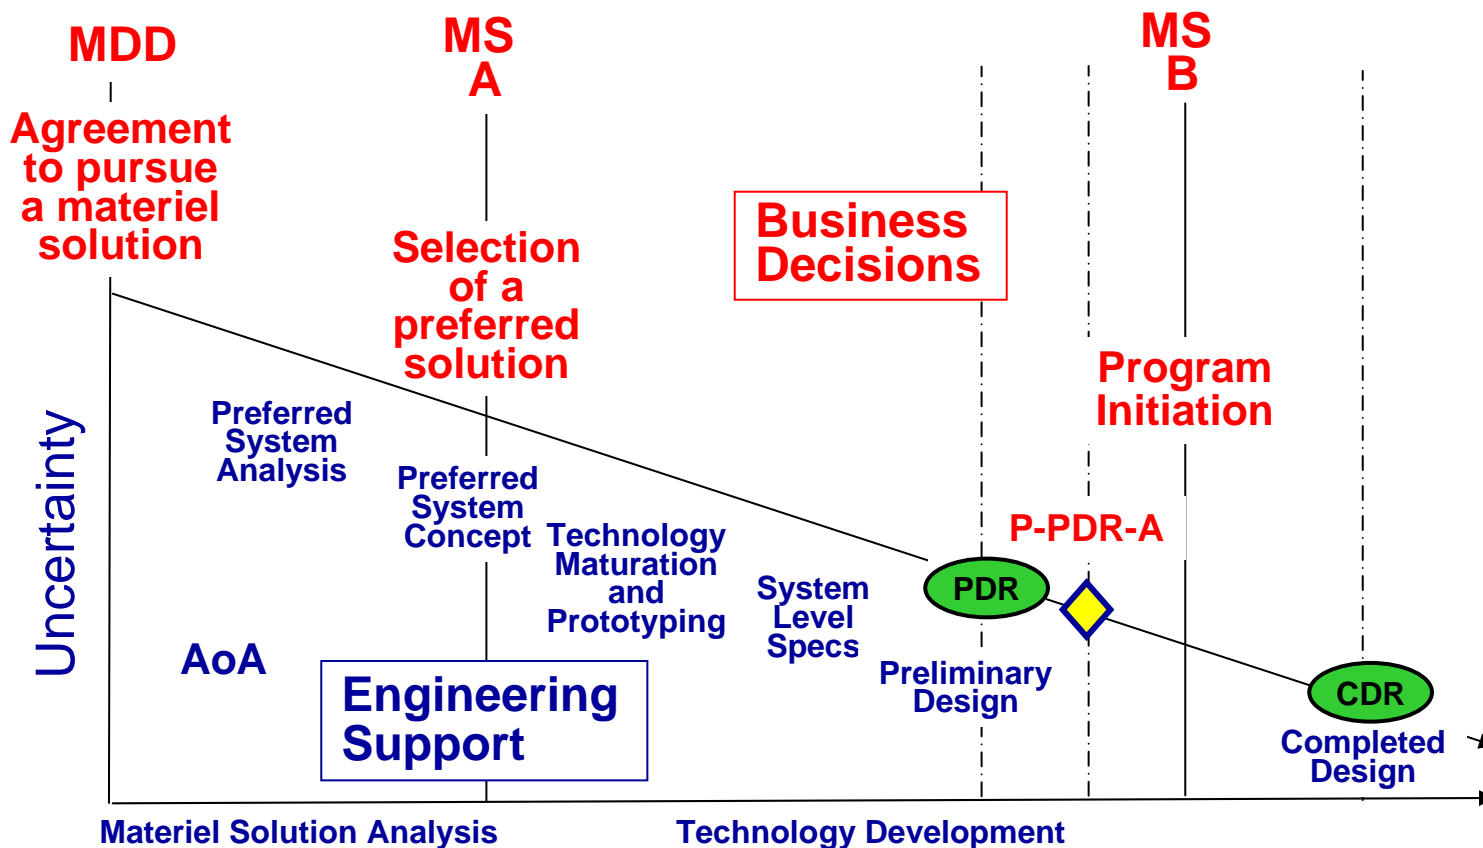 MDD
Agreement
to pursue
a materiel
solution
MS
A
Selection
of a
preferred
solution
Business
Decisions
MS
B
Program
Initiation
P-PDR-A
Uncertainty
Preferred
System
Analysis
AoA
Preferred
System
Concept
Engineering
Support
Technology
Maturation
and
Prototyping
System
Level
Specs
PDR
Preliminary
Design
CDR
Completed
Design
Materiel Solution Analysis
Technology Development